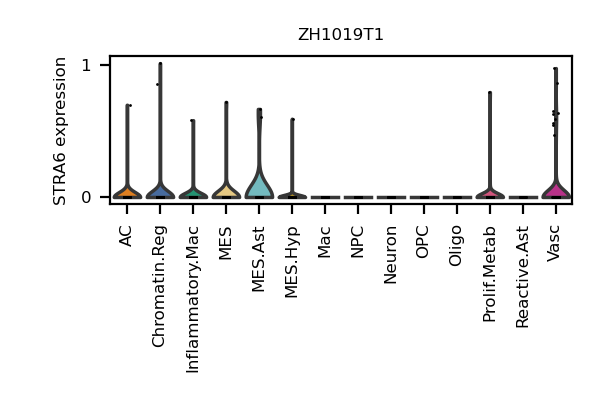 ZH1019T1
STRA6 expression
1
0
AC
Chromatin.Reg
Inflammatory.Mac
MES
MES.Ast
MES.Hyp
Mac
NPC
Neuron
OPC
Oligo
Prolif.Metab
Reactive.Ast
Vasc